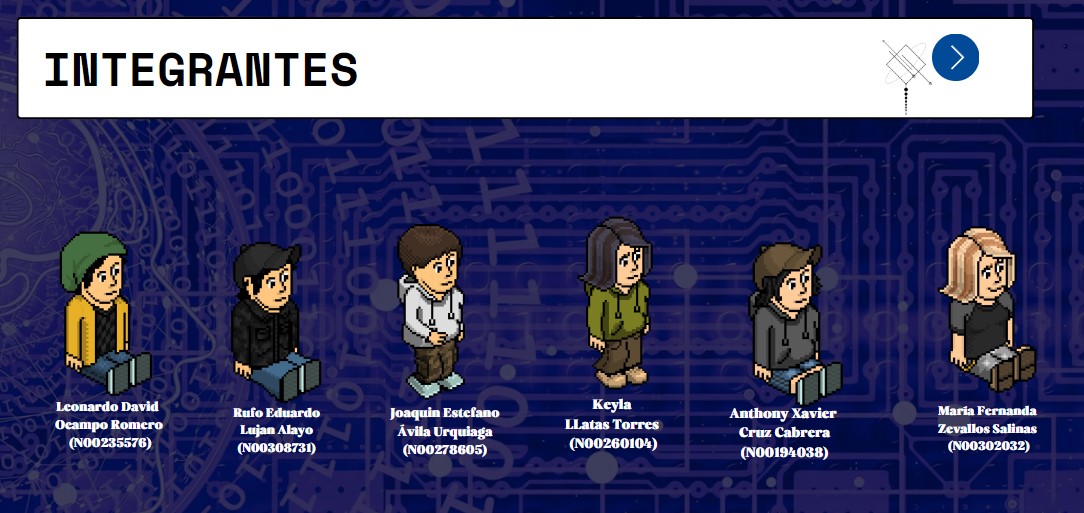 INTEGRANTES
Leonardo David
Ocampo Romero
(N00235576)
Rufo Eduardo
Lujan Alayo
(N00308731)
Joaquin Estefano
Ávila Urquiaga
(N00278605)
Keyla
LLatas Torres
(N00260104)
Anthony Xavier
Cruz Cabrera
(N00194038)
María Fernanda
Zevallos Salinas
(N00302032)